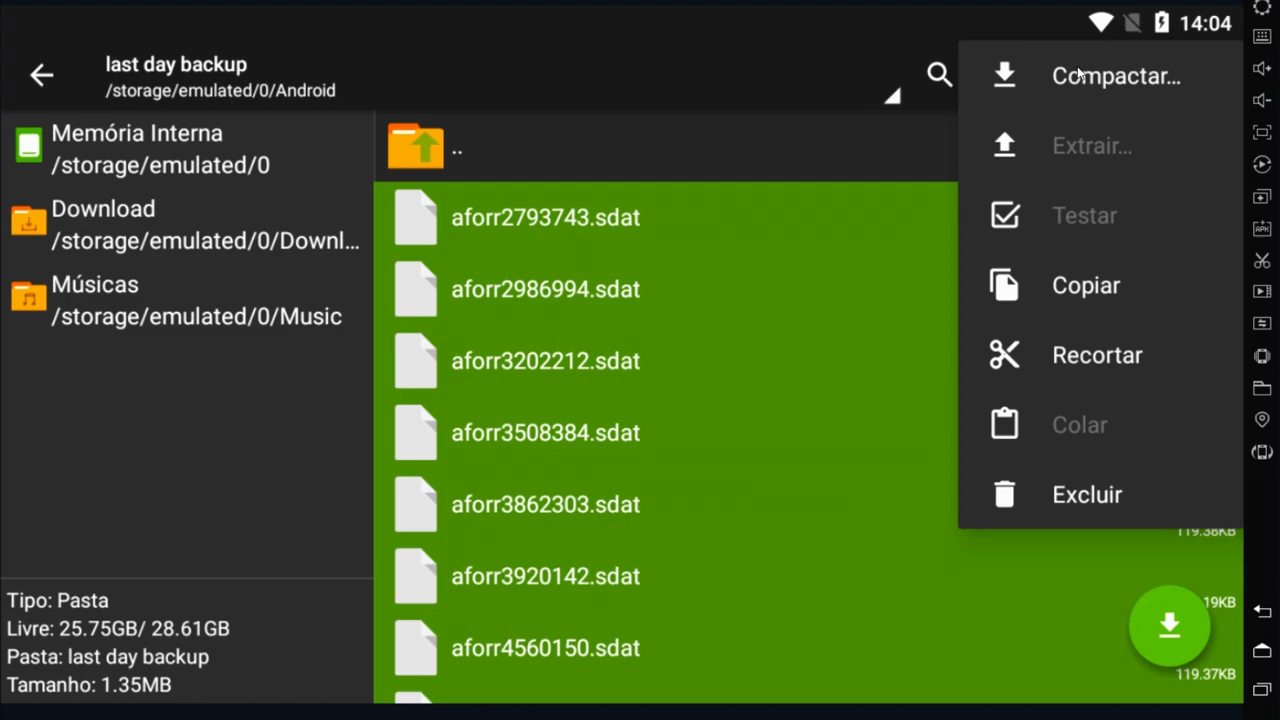 14:04
last day backup
/storage/emulated/0/Android
Memória Interna
/storage/emulated/0
Download
/storage/emulated/0/Downl...
Músicas
/storage/emulated/0/Music
Tipo: Pasta
Livre: 25.75GB/ 28.61GB
Pasta: last day backup
Tamanho: 1.35MB
..
aforr2793743.sdat
aforr2986994.sdat
aforr3202212.sdat
aforr3508384.sdat
aforr3862303.sdat
119.38KB
aforr3920142.sdat
19KB
aforr4560150.sdat
119.37KB
Compactar...
Extrair...
Testar
Copiar
Recortar
Colar
Excluir
APK